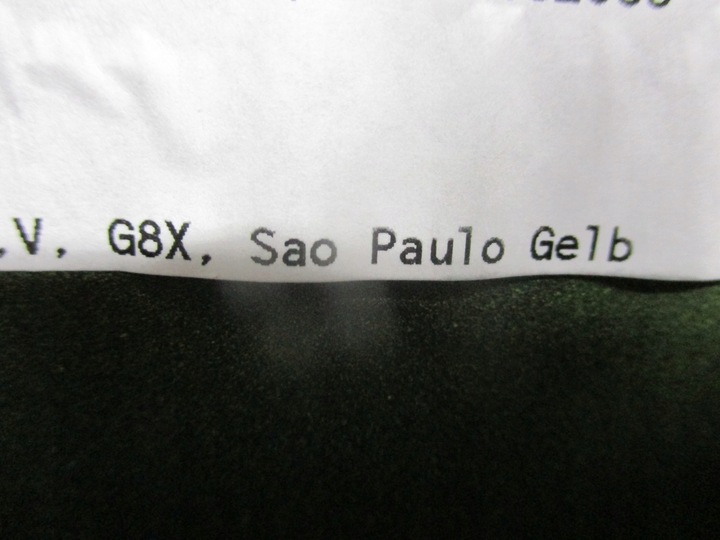 ,V, G8X, Sao Paulo Gelb